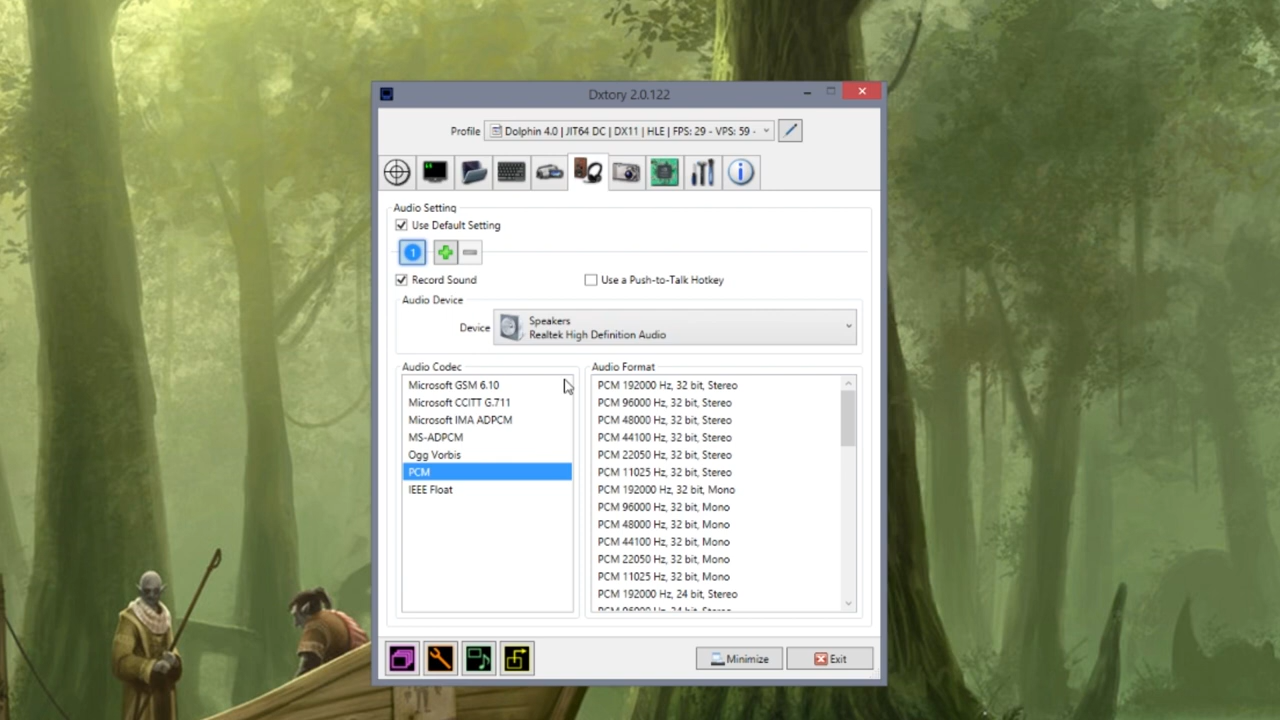 Dxtory 2.0.122
Profile
Dolphin 4.0 | JIT64 DC | DX11 | HLE | FPS: 29 - VPS: 59 -
Audio Setting
Use Default Setting
1
Record Sound
Use a Push-to-Talk Hotkey
Audio Device
Device
Speakers
Realtek High Definition Audio
Audio Codec
Microsoft GSM 6.10
Microsoft CCITT G.711
Microsoft IMA ADPCM
MS-ADPCM
Ogg Vorbis
PCM
IEEE Float
Audio Format
PCM 192000 Hz, 32 bit, Stereo
PCM 96000 Hz, 32 bit, Stereo
PCM 48000 Hz, 32 bit, Stereo
PCM 44100 Hz, 32 bit, Stereo
PCM 22050 Hz, 32 bit, Stereo
PCM 11025 Hz, 32 bit, Stereo
PCM 192000 Hz, 32 bit, Mono
PCM 96000 Hz, 32 bit, Mono
PCM 48000 Hz, 32 bit, Mono
PCM 44100 Hz, 32 bit, Mono
PCM 22050 Hz, 32 bit, Mono
PCM 11025 Hz, 32 bit, Mono
PCM 192000 Hz, 24 bit, Stereo
PCM 96000 Hz, 24 bit, Stereo
Minimize
Exit